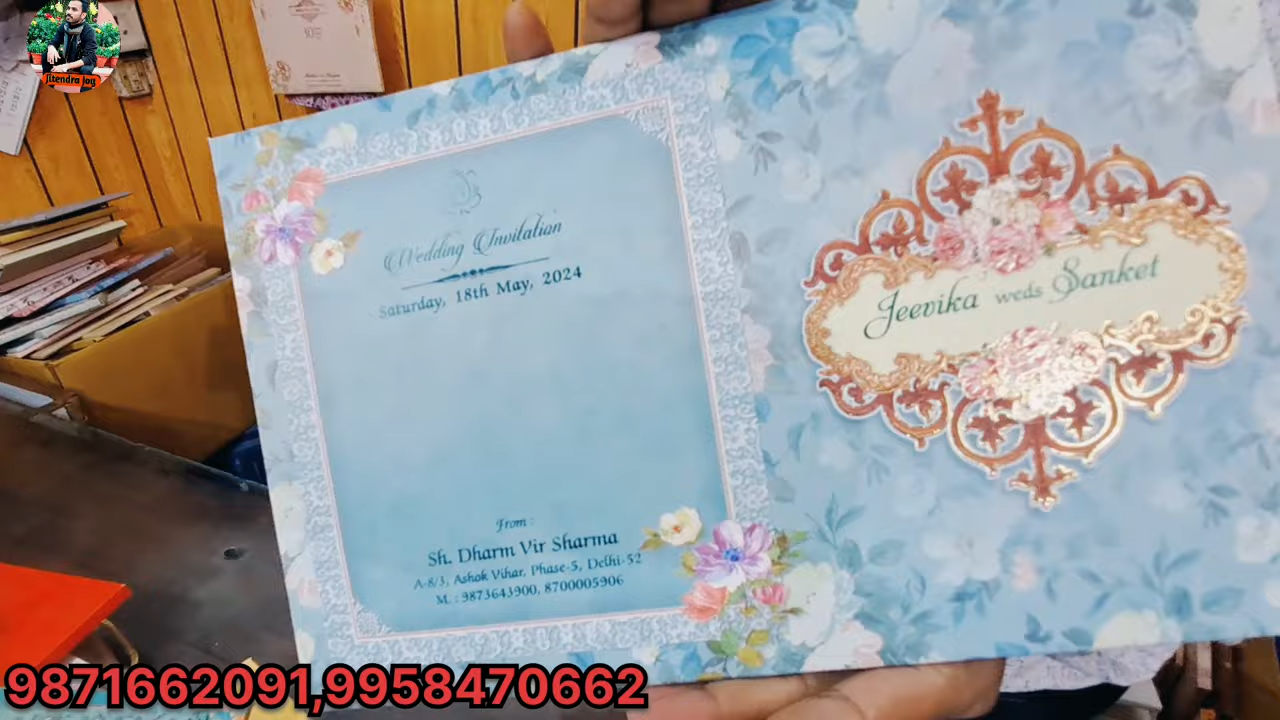 Jitendra Joy
Wedding Invitation
Saturday, 18th May, 2024
From :
Sh. Dharm Vir Sharma
A-8/3, Ashok Vihar, Phase-5, Delhi-52
M. : 9873643900, 8700005906
Jeevika weds Sanket
9871662091,9958470662